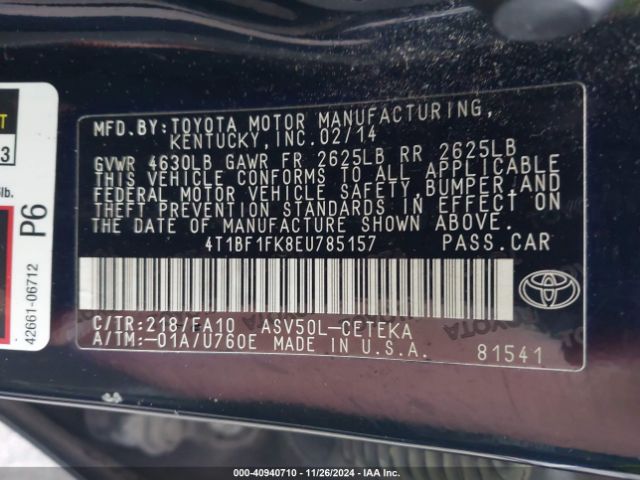 MFD.BY: TOYOTA MOTOR MANUFACTURING,
KENTUCKY, INC. 02/14
GVWR 4630LB GAWR FR 2625LB RR 2625LB
THIS VEHICLE CONFORMS TO ALL APPLICABLE
FEDERAL MOTOR VEHICLE SAFETY, BUMPER, AND
THEFT PREVENTION STANDARDS IN EFFECT ON
THE DATE OF MANUFACTURE SHOWN ABOVE.
4T1BF1FK8EU785157 PASS.CAR
C/TR:218/FA10 ASV50L-CETEKA
A/TM:-01A/U760E MADE IN U.S.A. 81541
TOYOTA
3
lb.
P6
42661-06712
000-40940710 - 11/26/2024 - IAA Inc.